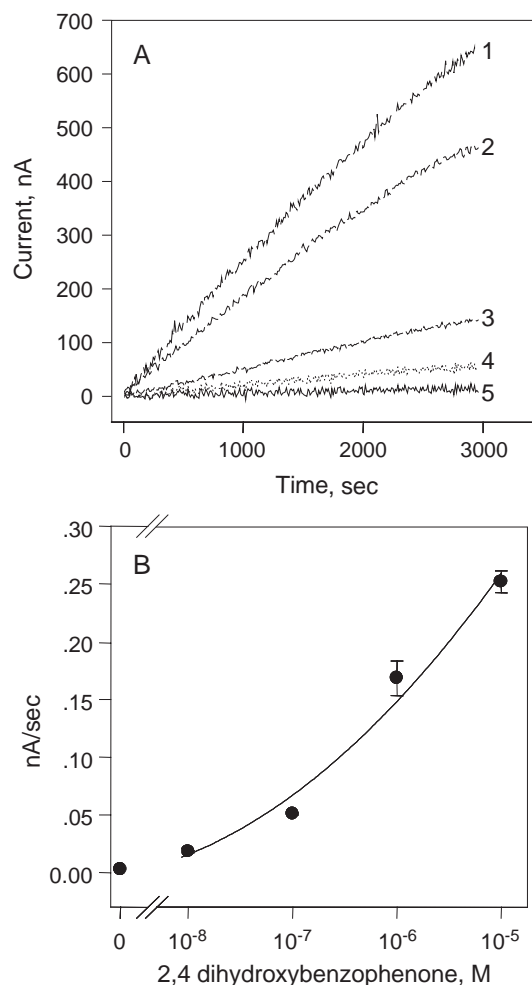 700
A
1
600
500
2
400
Current, nA
300
200
3
100
4
0
5
0 1000 2000 3000
Time, sec
.30
B
.25
.20
nA/sec
.15
.10
.05
0.00
0 10⁻⁸ 10⁻⁷ 10⁻⁶ 10⁻⁵
2,4 dihydroxybenzophenone, M